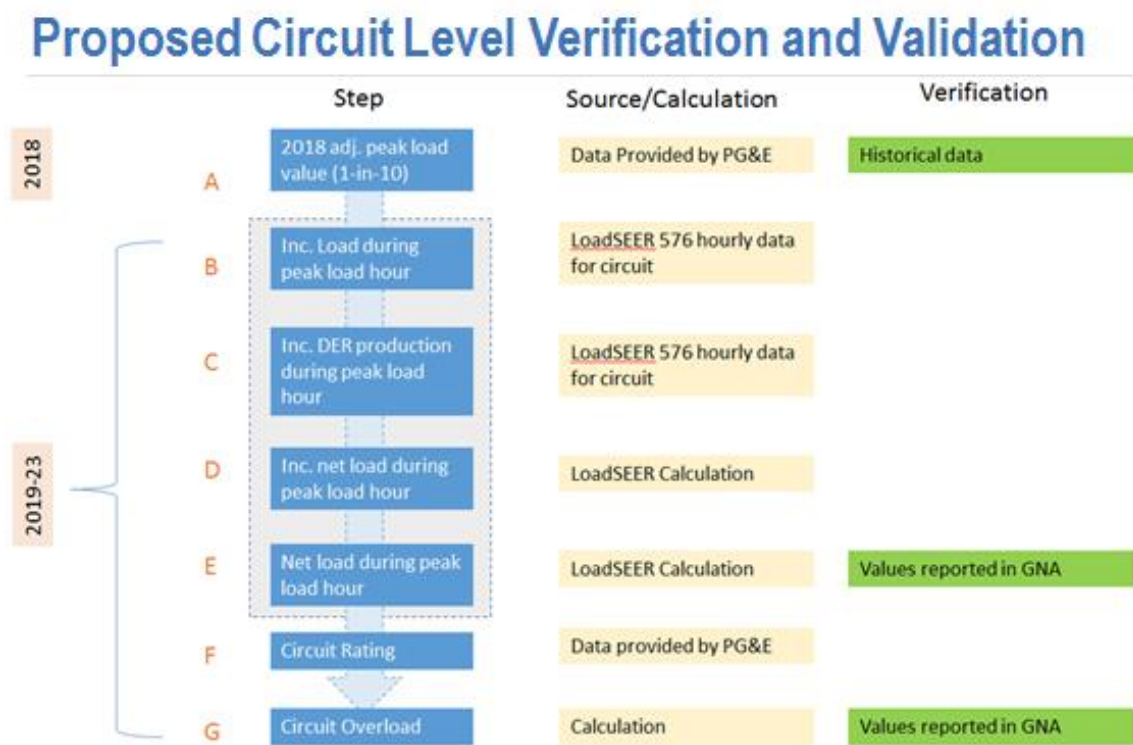 Proposed Circuit Level Verification and Validation
Step
Source/Calculation
Verification
2018
A
2018 adj. peak load
value (1-in-10)
Data Provided by PG&E
Historical data
2019-23
B
Inc. Load during
peak load hour
LoadSEER 576 hourly data
for circuit
C
Inc. DER production
during peak load
hour
LoadSEER 576 hourly data
for circuit
D
Inc. net load during
peak load hour
LoadSEER Calculation
E
Net load during peak
load hour
LoadSEER Calculation
Values reported in GNA
F
Circuit Rating
Data provided by PG&E
G
Circuit Overload
Calculation
Values reported in GNA